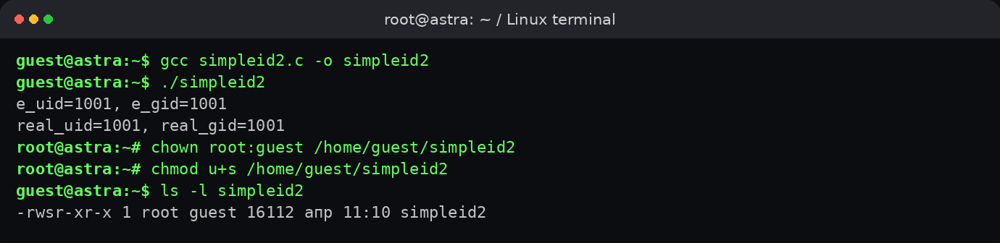 root@astra: ~ / Linux terminal
guest@astra:~$ gcc simpleid2.c -o simpleid2
guest@astra:~$ ./simpleid2
e_uid=1001, e_gid=1001
real_uid=1001, real_gid=1001
root@astra:~# chown root:guest /home/guest/simpleid2
root@astra:~# chmod u+s /home/guest/simpleid2
guest@astra:~$ ls -l simpleid2
-rwsr-xr-x 1 root guest 16112 апр 11:10 simpleid2